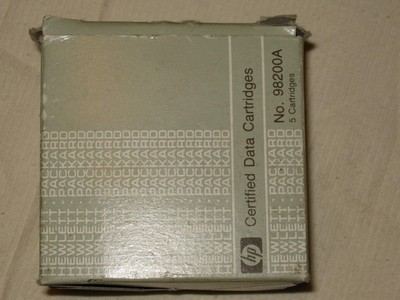 hp Certified Data Cartridges
No. 98200A
5 Cartridges
HEWLETT-PACKARD